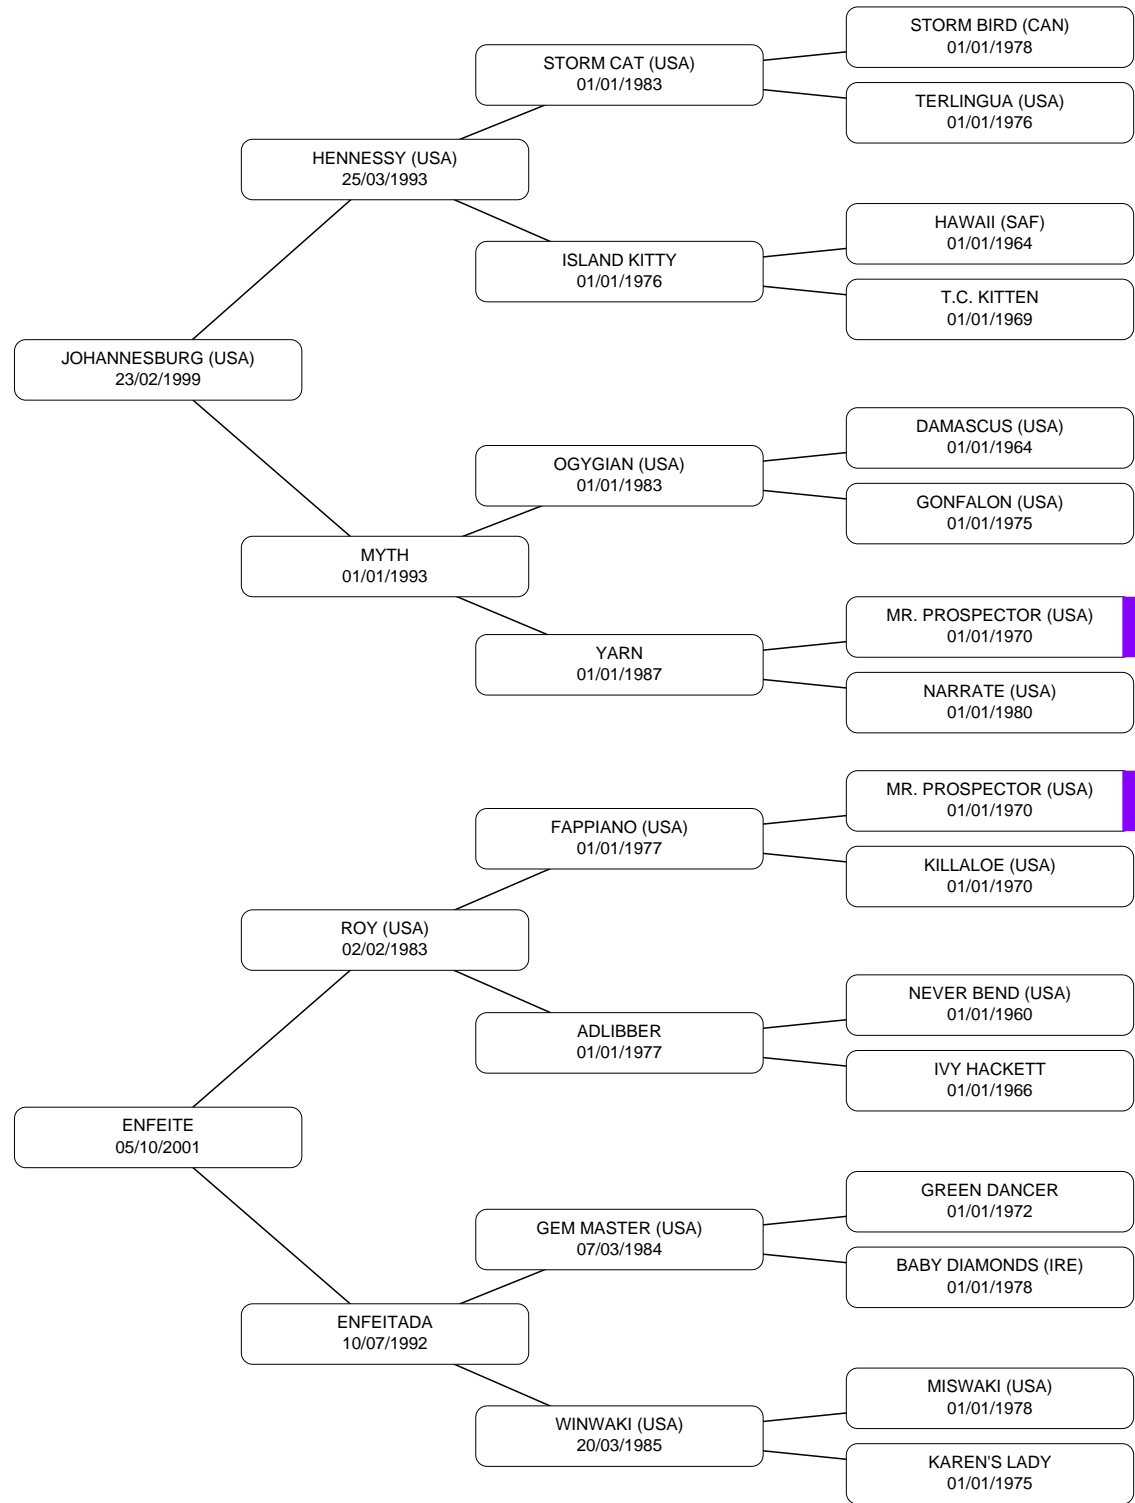 STORM BIRD (CAN)
01/01/1978
STORM CAT (USA)
01/01/1983
TERLINGUA (USA)
01/01/1976
HENNESSY (USA)
25/03/1993
HAWAII (SAF)
01/01/1964
ISLAND KITTY
01/01/1976
T.C. KITTEN
01/01/1969
JOHANNESBURG (USA)
23/02/1999
DAMASCUS (USA)
01/01/1964
OGYGIAN (USA)
01/01/1983
GONFALON (USA)
01/01/1975
MYTH
01/01/1993
MR. PROSPECTOR (USA)
01/01/1970
YARN
01/01/1987
NARRATE (USA)
01/01/1980
MR. PROSPECTOR (USA)
01/01/1970
FAPPIANO (USA)
01/01/1977
KILLALOE (USA)
01/01/1970
ROY (USA)
02/02/1983
NEVER BEND (USA)
01/01/1960
ADLIBBER
01/01/1977
IVY HACKETT
01/01/1966
ENFEITE
05/10/2001
GREEN DANCER
01/01/1972
GEM MASTER (USA)
07/03/1984
BABY DIAMONDS (IRE)
01/01/1978
ENFEITADA
10/07/1992
MISWAKI (USA)
01/01/1978
WINWAKI (USA)
20/03/1985
KAREN'S LADY
01/01/1975